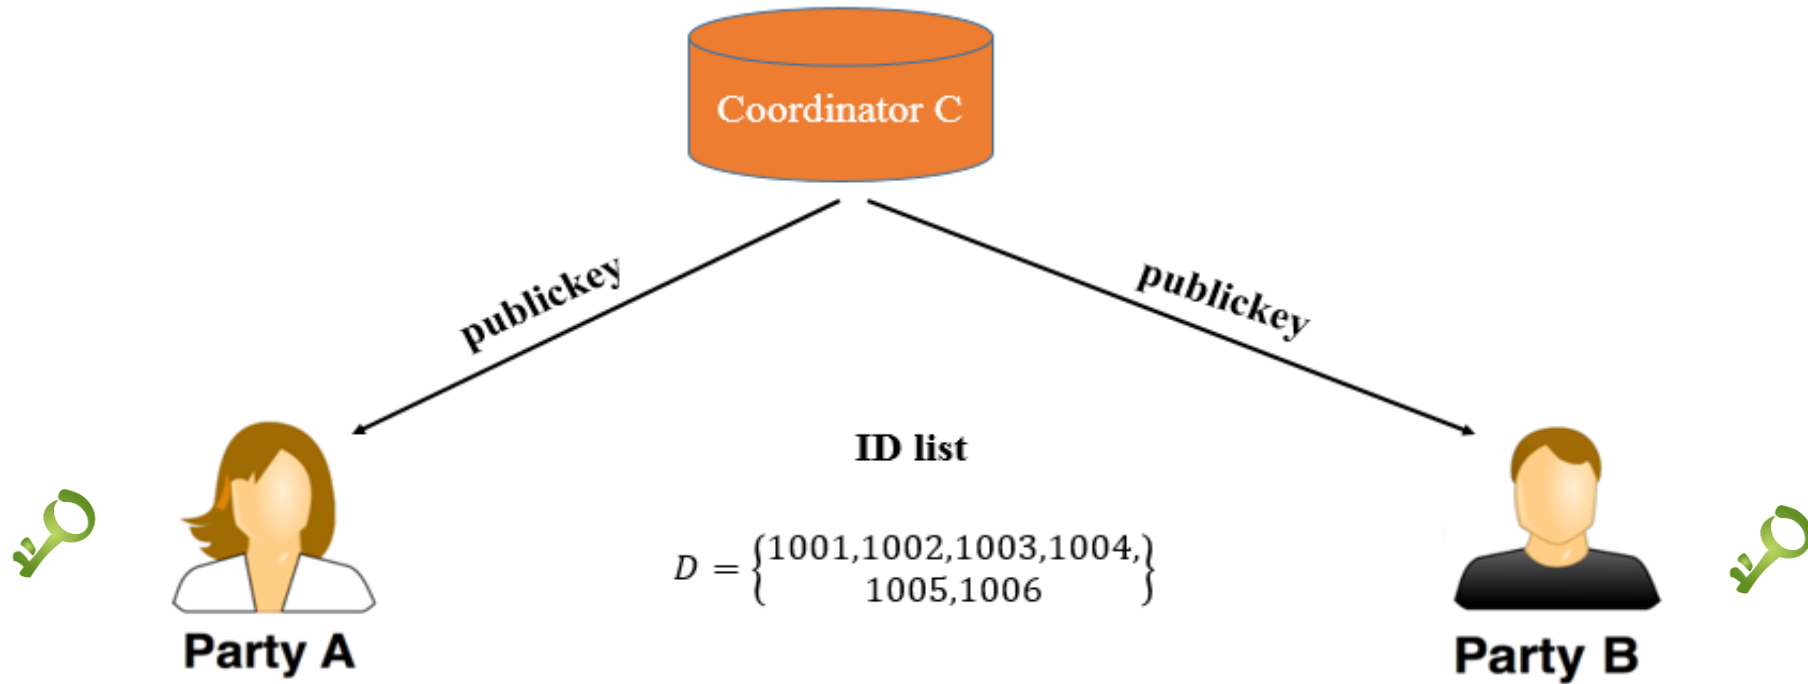 Coordinator C
publickey
publickey
ID list
D = {1001,1002,1003,1004,
1005,1006}
Party A
Party B